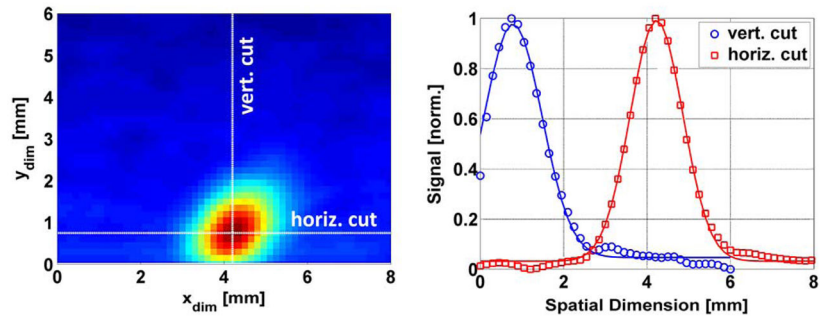 6
5
4
3
2
1
0
y_dim [mm]
vert. cut
horiz. cut
0 2 4 6 8
x_dim [mm]
1
0.8
0.6
0.4
0.2
0
Signal [norm.]
vert. cut
horiz. cut
0 2 4 6 8
Spatial Dimension [mm]